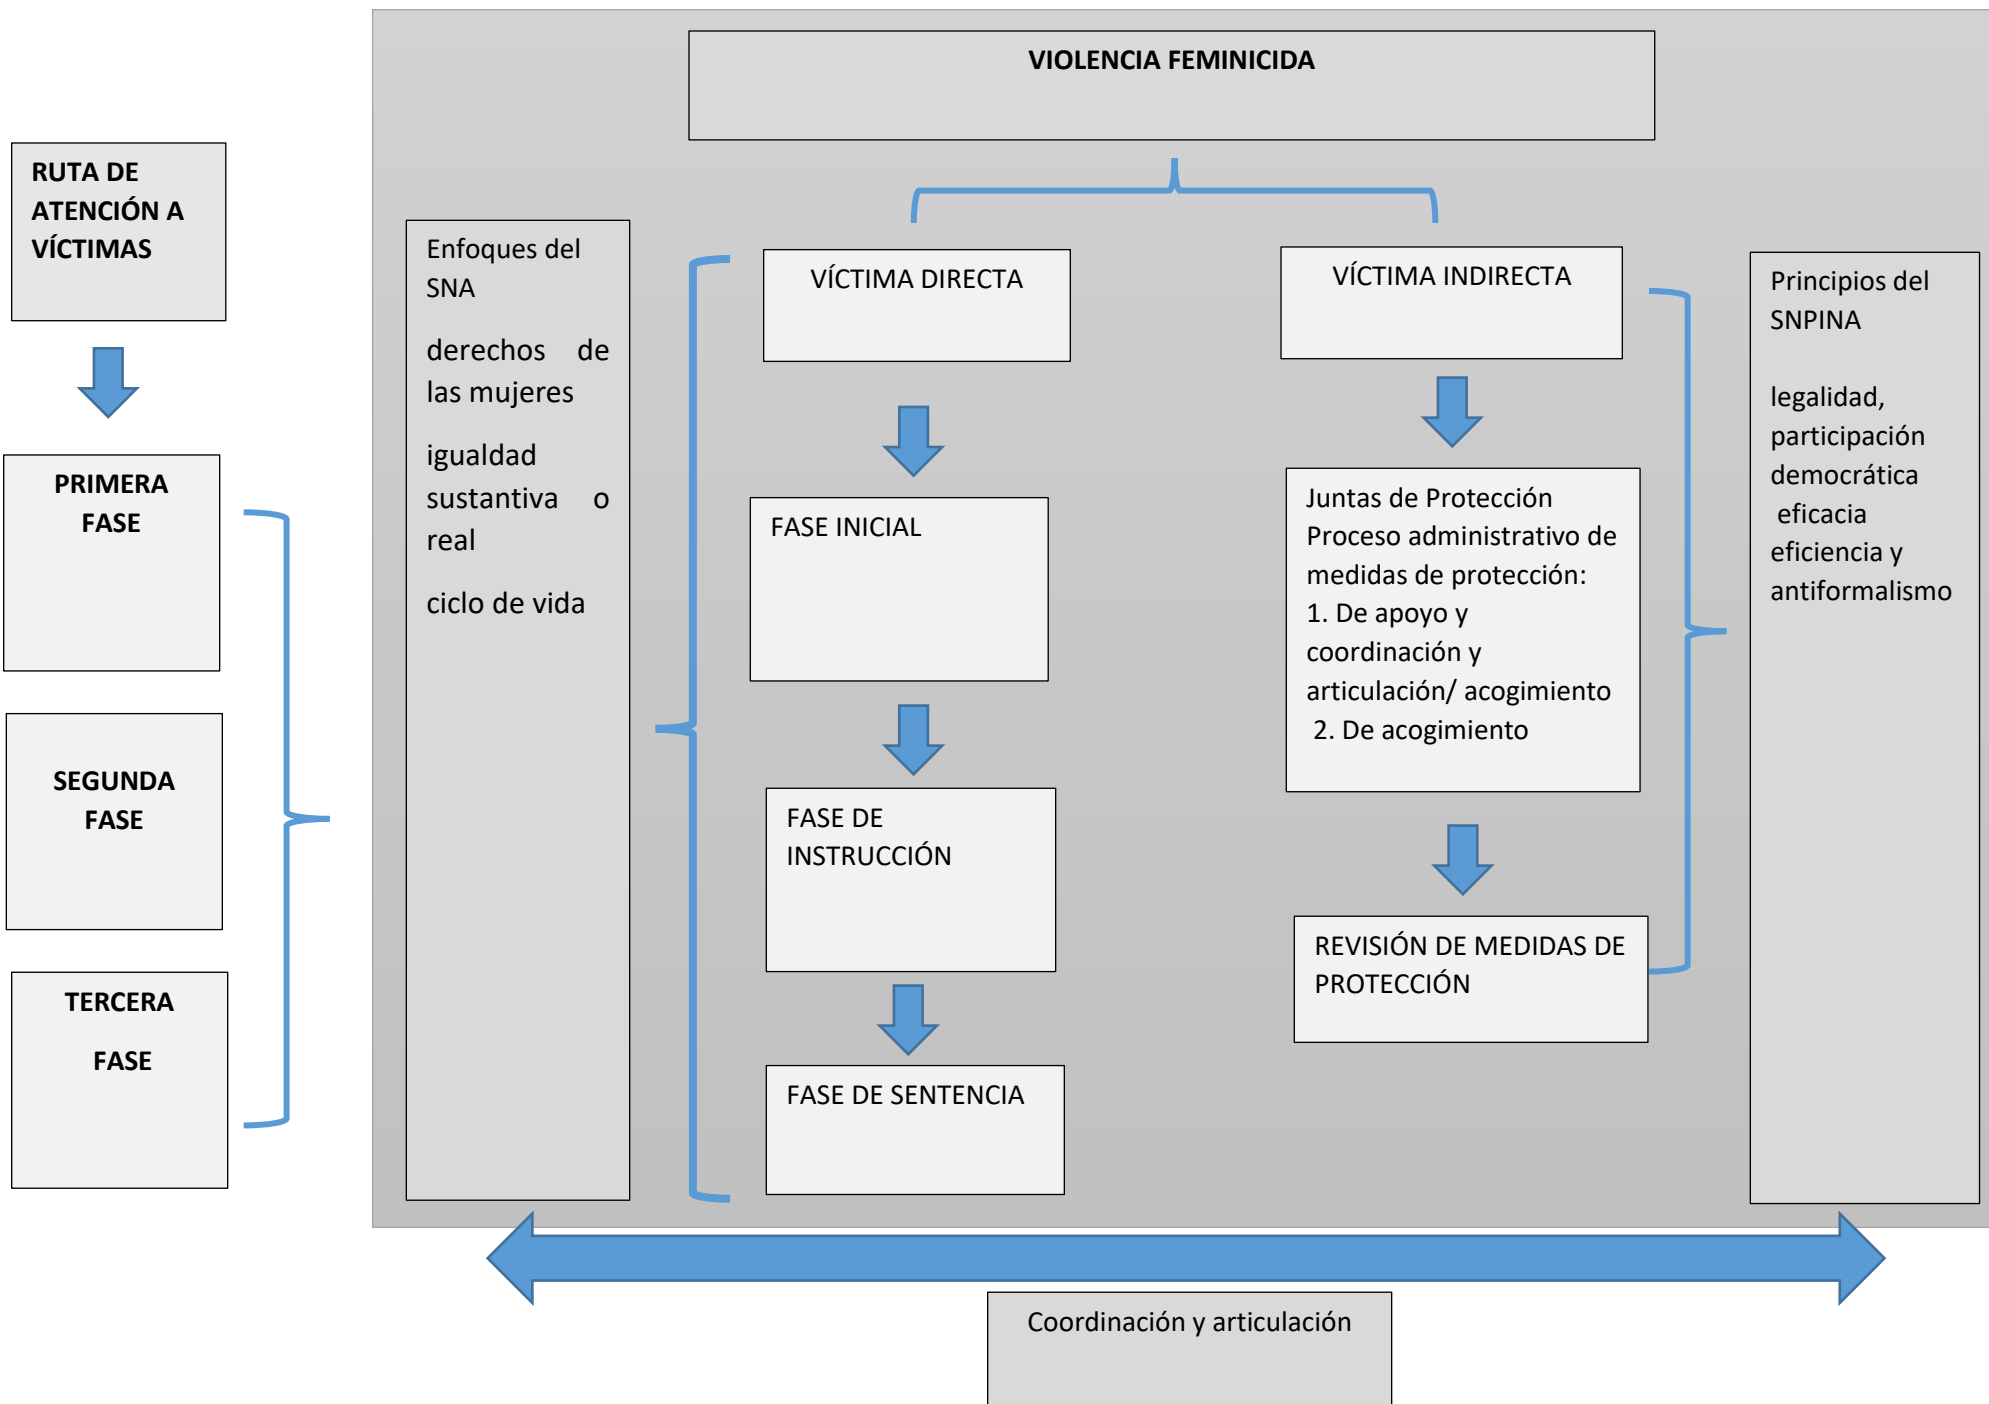 VIOLENCIA FEMINICIDA
RUTA DE
ATENCIÓN A
VÍCTIMAS
PRIMERA
FASE
SEGUNDA
FASE
TERCERA
FASE
Enfoques del
SNA
derechos de
las mujeres
igualdad
sustantiva o
real
ciclo de vida
VÍCTIMA DIRECTA
FASE INICIAL
FASE DE
INSTRUCCIÓN
FASE DE SENTENCIA
VÍCTIMA INDIRECTA
Juntas de Protección
Proceso administrativo de
medidas de protección:
1. De apoyo y
coordinación y
articulación/ acogimiento
2. De acogimiento
REVISIÓN DE MEDIDAS DE
PROTECCIÓN
Principios del
SNPINA
legalidad,
participación
democrática
eficacia
eficiencia y
antiformalismo
Coordinación y articulación